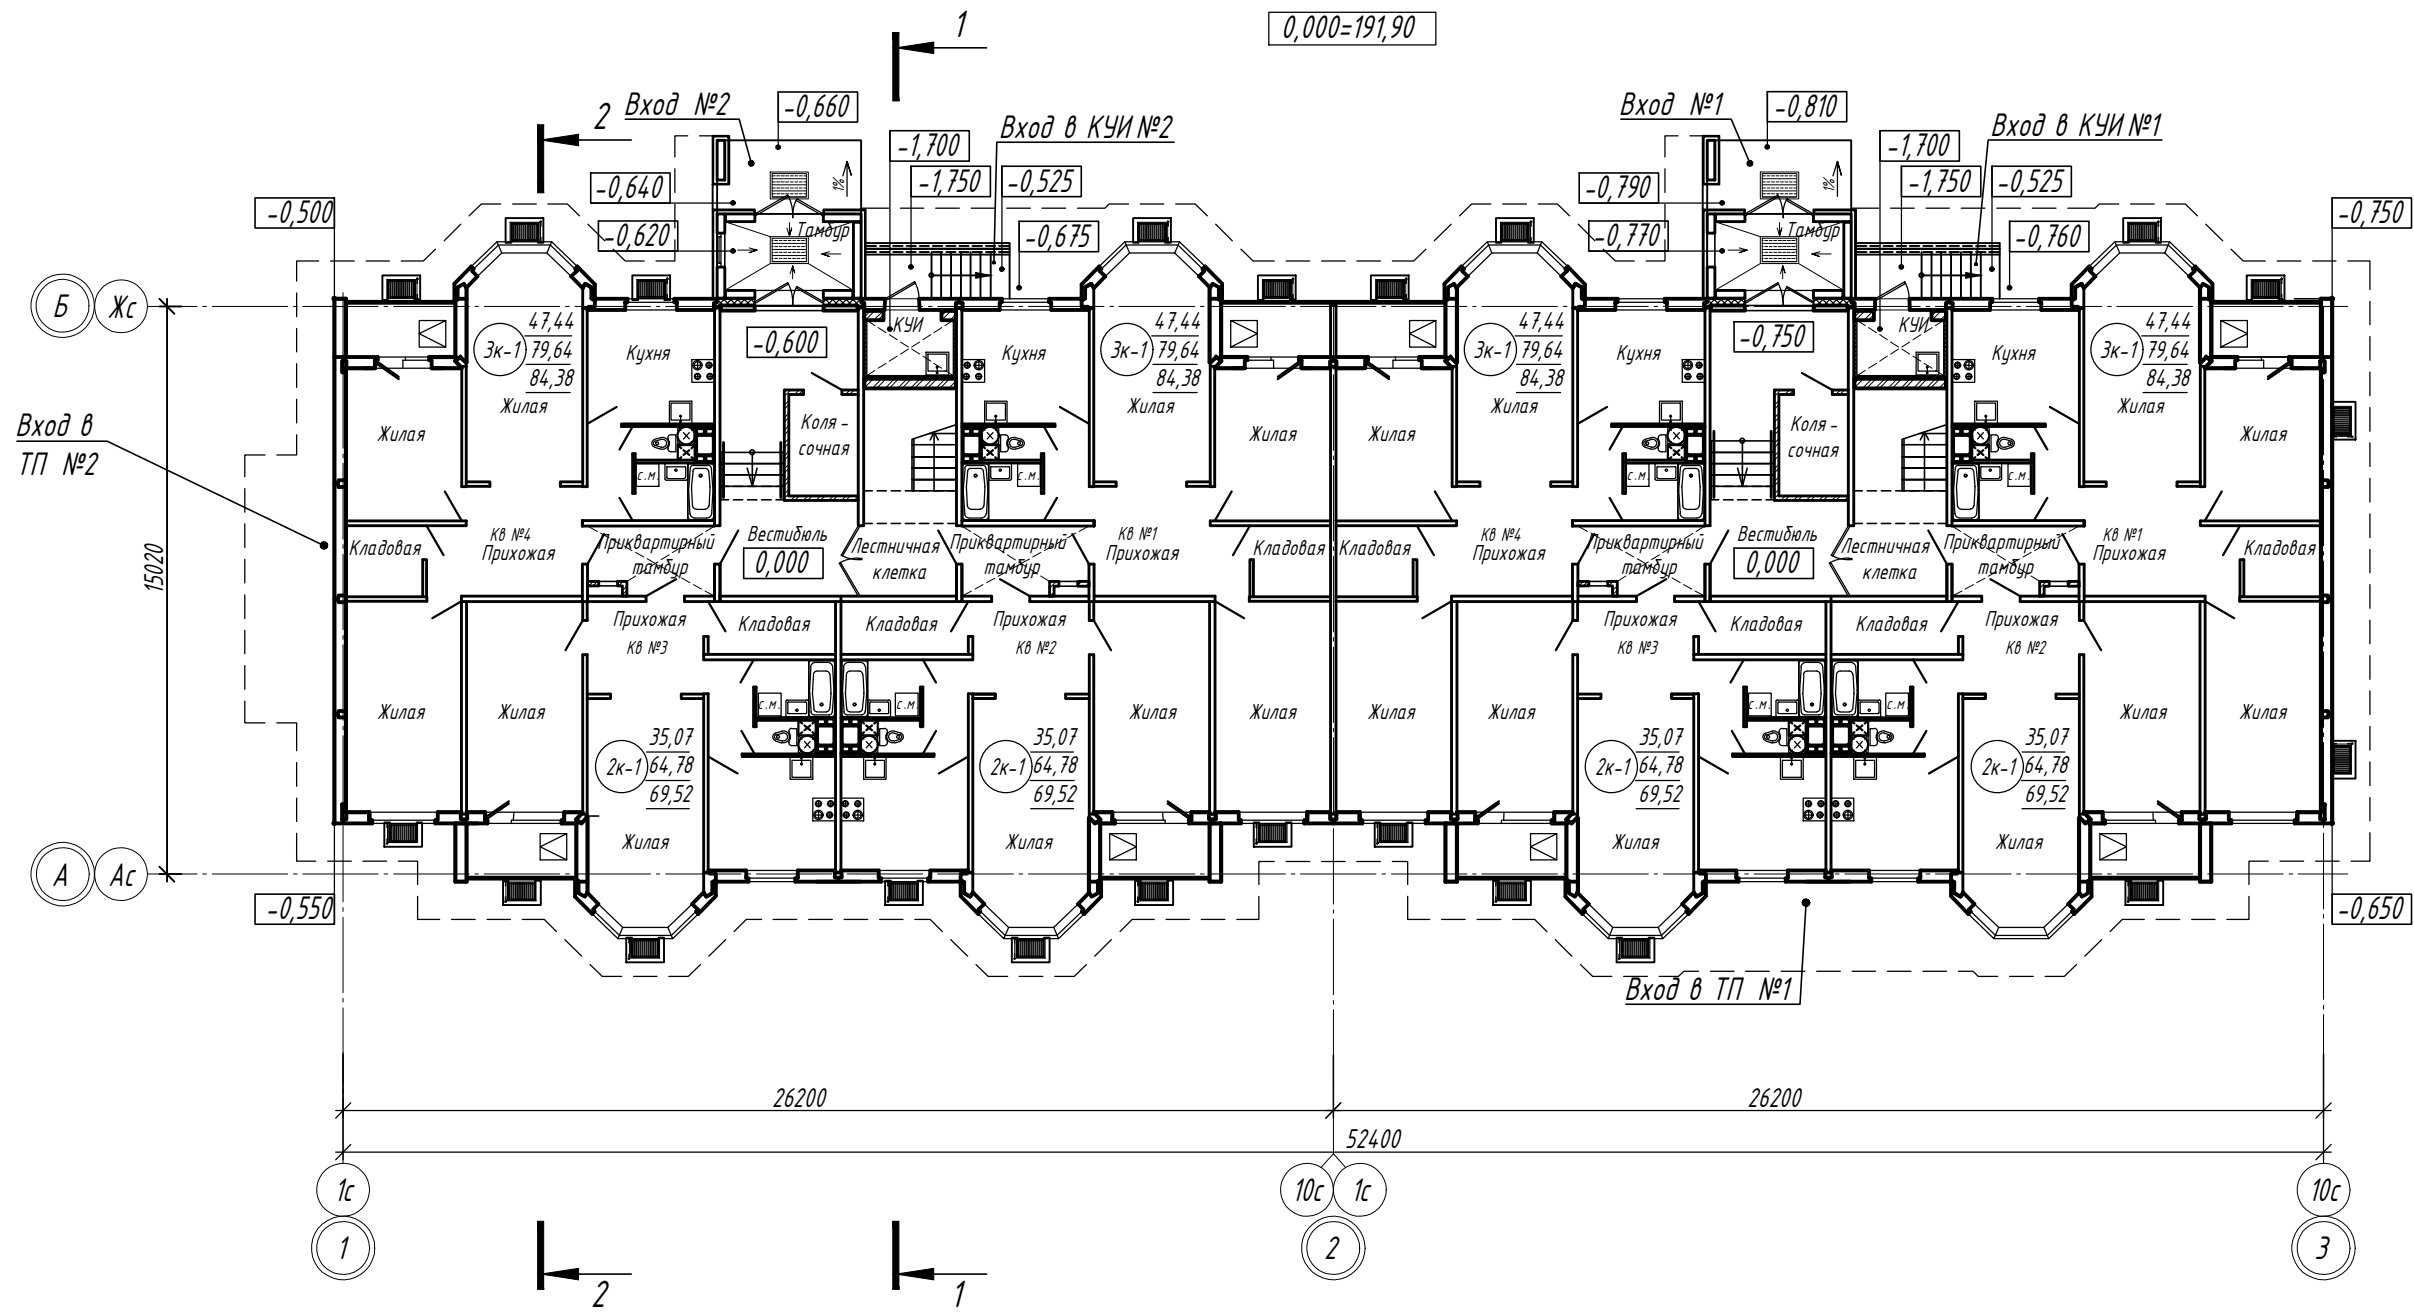 1
0,000=191,90
2
Вход №2
-0,660
Вход в КУИ №2
Вход №1
-0,810
Вход в КУИ №1
-1,700
-1,700
-0,640
-1,750
-0,525
1%
-0,790
-1,750
-0,525
1%
-0,500
-0,620
Тамбур
-0,675
-0,770
Тамбур
-0,760
-0,750
Б
Жс
47,44
КУИ
47,44
47,44
КУИ
47,44
3к-1
79,64
Кухня
-0,600
Кухня
3к-1
79,64
3к-1
79,64
Кухня
-0,750
Кухня
3к-1
79,64
84,38
84,38
84,38
84,38
Жилая
Жилая
Жилая
Жилая
Вход в
ТП №2
Жилая
Коля -
сочная
Жилая
Жилая
Коля -
сочная
Жилая
с.м.
с.м.
с.м.
с.м.
15020
Кладовая
Кв №4
Прихожая
Приквартирный
тамбур
Вестибюль
0,000
Лестничная
клетка
Приквартирный
тамбур
Кв №1
Прихожая
Кладовая
Кладовая
Кв №4
Прихожая
Приквартирный
тамбур
Вестибюль
0,000
Лестничная
клетка
Приквартирный
тамбур
Кв №1
Прихожая
Кладовая
Прихожая
Кв №3
Кладовая
Кладовая
Прихожая
Кв №2
Прихожая
Кв №3
Кладовая
Кладовая
Прихожая
Кв №2
с.м.
с.м.
с.м.
с.м.
Жилая
Жилая
Жилая
Жилая
Жилая
Жилая
Жилая
Жилая
35,07
35,07
35,07
35,07
2к-1
64,78
2к-1
64,78
2к-1
64,78
2к-1
64,78
69,52
69,52
69,52
69,52
Жилая
Жилая
Жилая
Жилая
А
Ас
-0,550
-0,650
Вход в ТП №1
26200
26200
52400
1с
10с
1с
10с
1
2
3
2
1